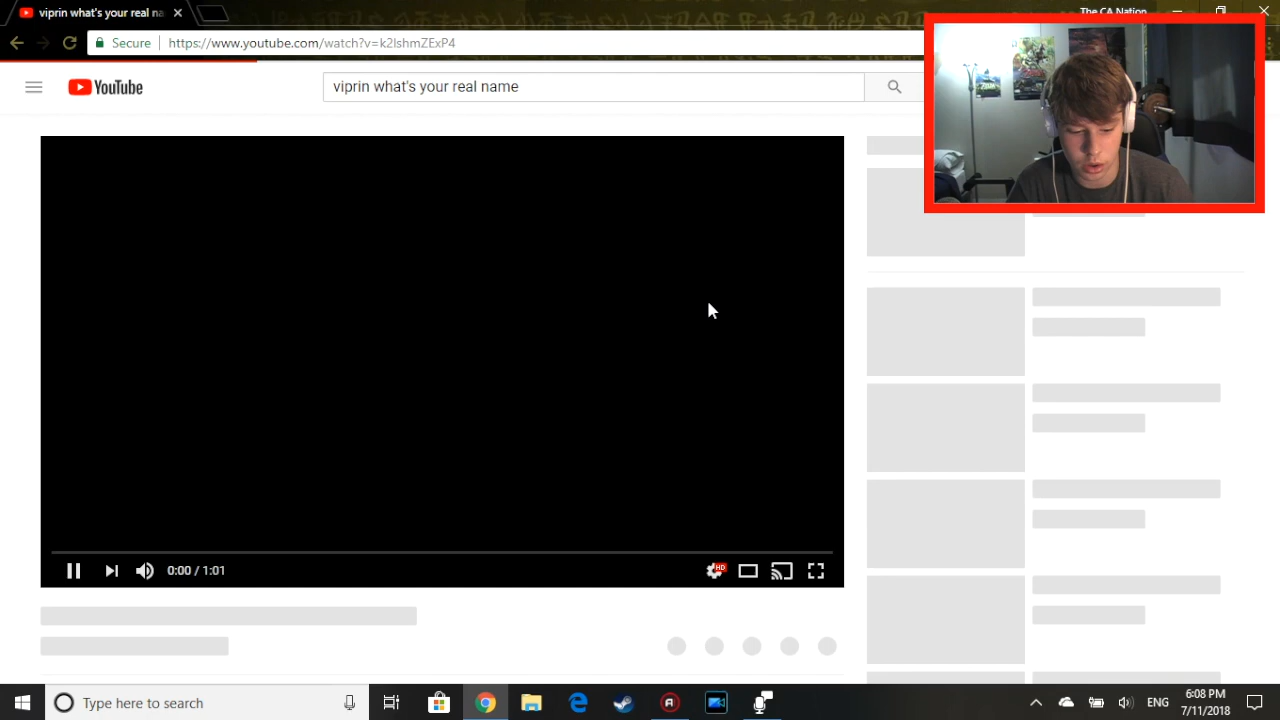 viprin what's your real na
The CA Nation
Secure
https://www.youtube.com/watch?v=k2lshmZExP4
YouTube
viprin what's your real name
0:00 / 1:01
HD
Type here to search
ENG
6:08 PM
7/11/2018